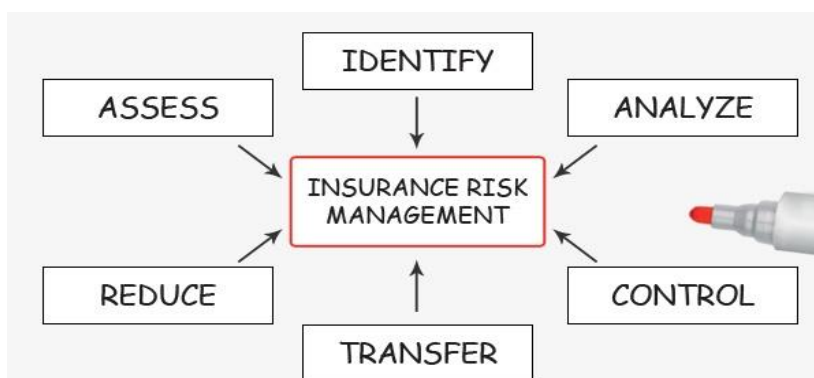 IDENTIFY
ASSESS
ANALYZE
INSURANCE RISK
MANAGEMENT
REDUCE
CONTROL
TRANSFER